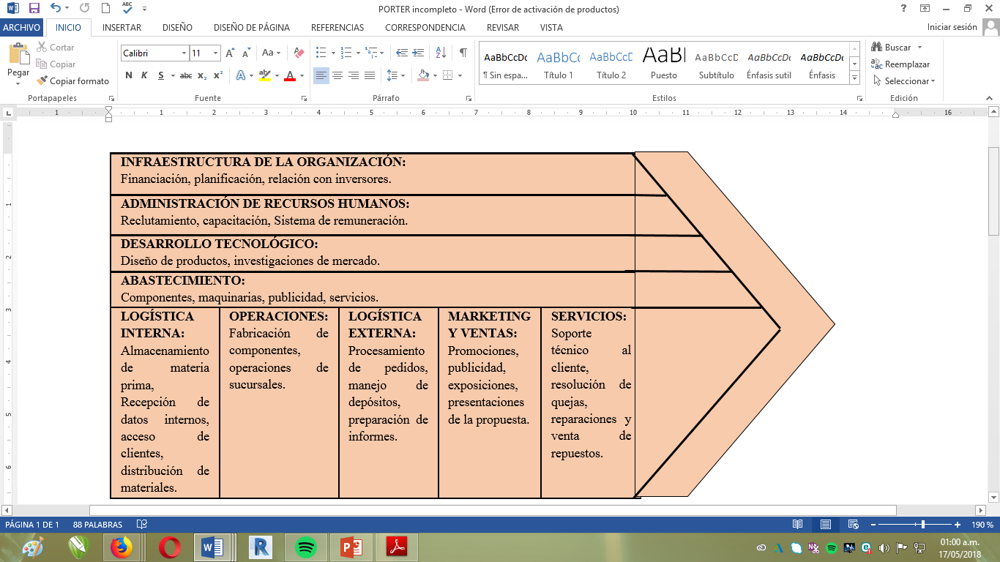 PORTER incompleto - Word (Error de activación de productos)
ARCHIVO INICIO INSERTAR DISEÑO DISEÑO DE PÁGINA REFERENCIAS CORRESPONDENCIA REVISAR VISTA Iniciar sesión
Pegar
Cortar
Copiar
Copiar formato
Portapapeles
Calibri 11
N K S abc x₂ x²
Fuente
Párrafo
AaBbCcDc AaBbCc AaBbCcD AaBl AaBbCcD AaBbCcDc AaBbCcDc
¶ Sin espa... Título 1 Título 2 Puesto Subtítulo Énfasis sutil Énfasis
Estilos
Buscar
Reemplazar
Seleccionar
Edición
1 1 2 3 4 5 6 7 8 9 10 11 12 13 14 16
INFRAESTRUCTURA DE LA ORGANIZACIÓN:
Financiación, planificación, relación con inversores.
ADMINISTRACIÓN DE RECURSOS HUMANOS:
Reclutamiento, capacitación, Sistema de remuneración.
DESARROLLO TECNOLÓGICO:
Diseño de productos, investigaciones de mercado.
ABASTECIMIENTO:
Componentes, maquinarias, publicidad, servicios.
LOGÍSTICA
INTERNA:
Almacenamiento
de materia
prima,
Recepción de
datos internos,
acceso de
clientes,
distribución de
materiales.
OPERACIONES:
Fabricación de
componentes,
operaciones de
sucursales.
LOGÍSTICA
EXTERNA:
Procesamiento
de pedidos,
manejo de
depósitos,
preparación de
informes.
MARKETING
Y VENTAS:
Promociones,
publicidad,
exposiciones,
presentaciones
de la propuesta.
SERVICIOS:
Soporte
técnico al
cliente,
resolución de
quejas,
reparaciones y
venta de
repuestos.
1
2
3
4
5
6
PÁGINA 1 DE 1 88 PALABRAS 190 %
01:00 a.m.
17/05/2018